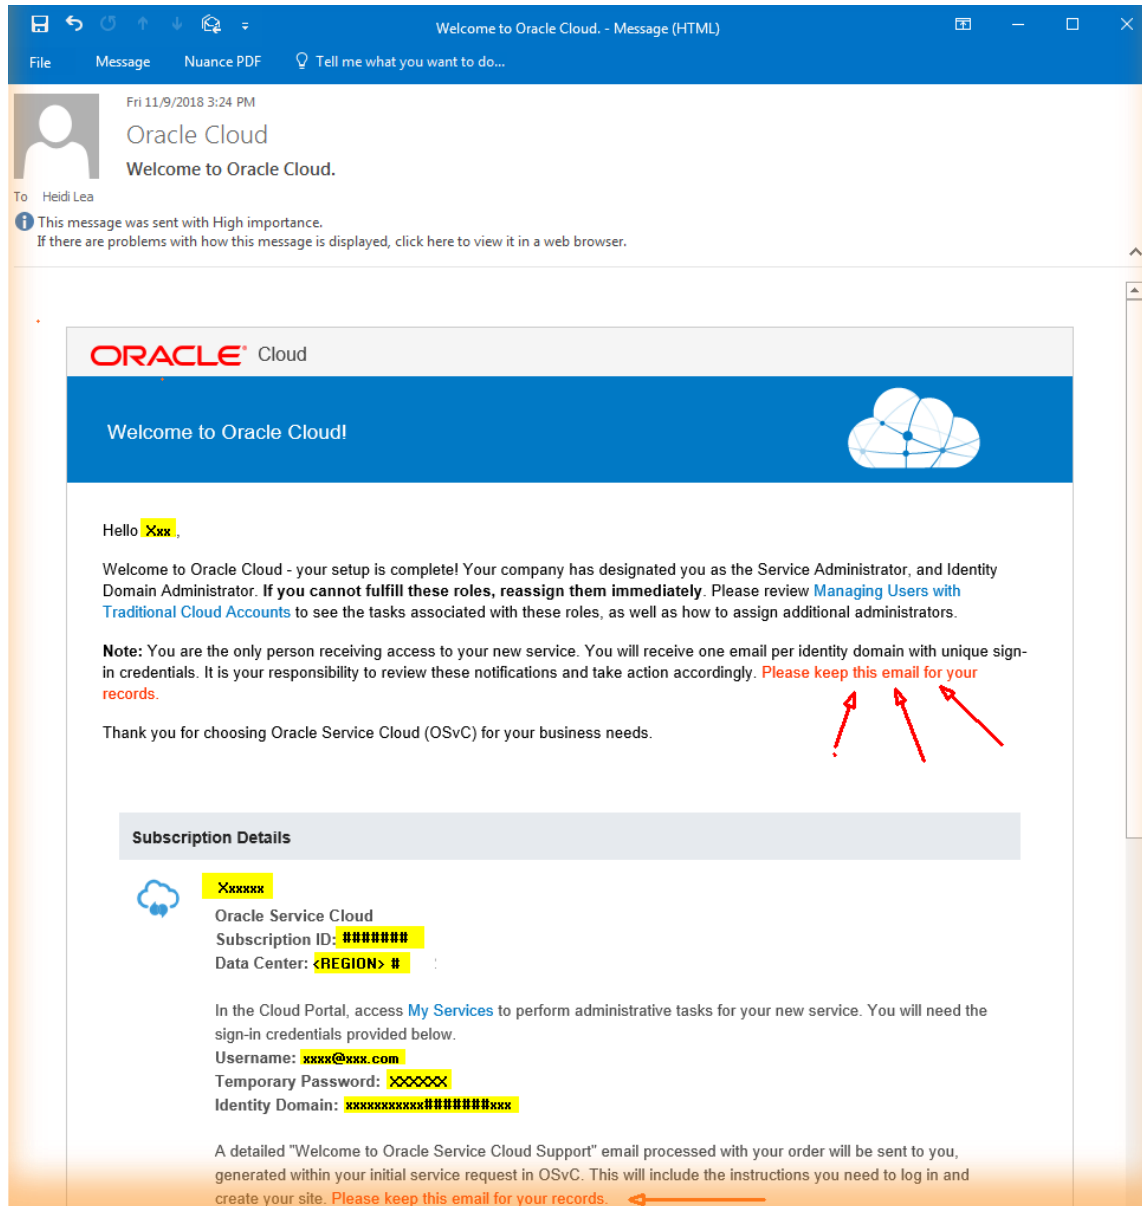 Welcome to Oracle Cloud. - Message (HTML)
File Message Nuance PDF Tell me what you want to do...
Fri 11/9/2018 3:24 PM
Oracle Cloud
Welcome to Oracle Cloud.
To Heidi Lea
This message was sent with High importance.
If there are problems with how this message is displayed, click here to view it in a web browser.
ORACLE® Cloud
Welcome to Oracle Cloud!
Hello Xxx ,
Welcome to Oracle Cloud - your setup is complete! Your company has designated you as the Service Administrator, and Identity
Domain Administrator. If you cannot fulfill these roles, reassign them immediately. Please review Managing Users with
Traditional Cloud Accounts to see the tasks associated with these roles, as well as how to assign additional administrators.
Note: You are the only person receiving access to your new service. You will receive one email per identity domain with unique sign-
in credentials. It is your responsibility to review these notifications and take action accordingly. Please keep this email for your
records.
Thank you for choosing Oracle Service Cloud (OSvC) for your business needs.
Subscription Details
Xxxxxx
Oracle Service Cloud
Subscription ID: #######
Data Center: <REGION> #
In the Cloud Portal, access My Services to perform administrative tasks for your new service. You will need the
sign-in credentials provided below.
Username: xxxx@xxx.com
Temporary Password: XXXXXX
Identity Domain: xxxxxxxxxxx#######xxx
A detailed "Welcome to Oracle Service Cloud Support" email processed with your order will be sent to you,
generated within your initial service request in OSvC. This will include the instructions you need to log in and
create your site. Please keep this email for your records.